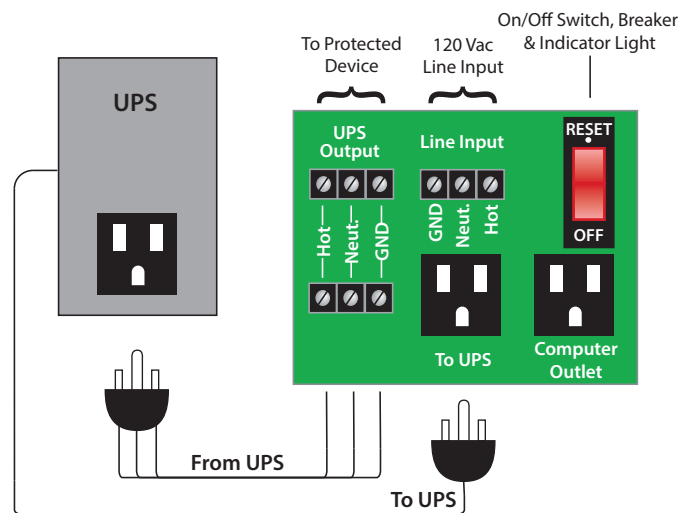 On/Off Switch, Breaker
& Indicator Light
To Protected
Device
120 Vac
Line Input
UPS
UPS
Output
Line Input
RESET
OFF
Hot
Neut.
GND
GND
Neut.
Hot
To UPS
Computer
Outlet
From UPS
To UPS